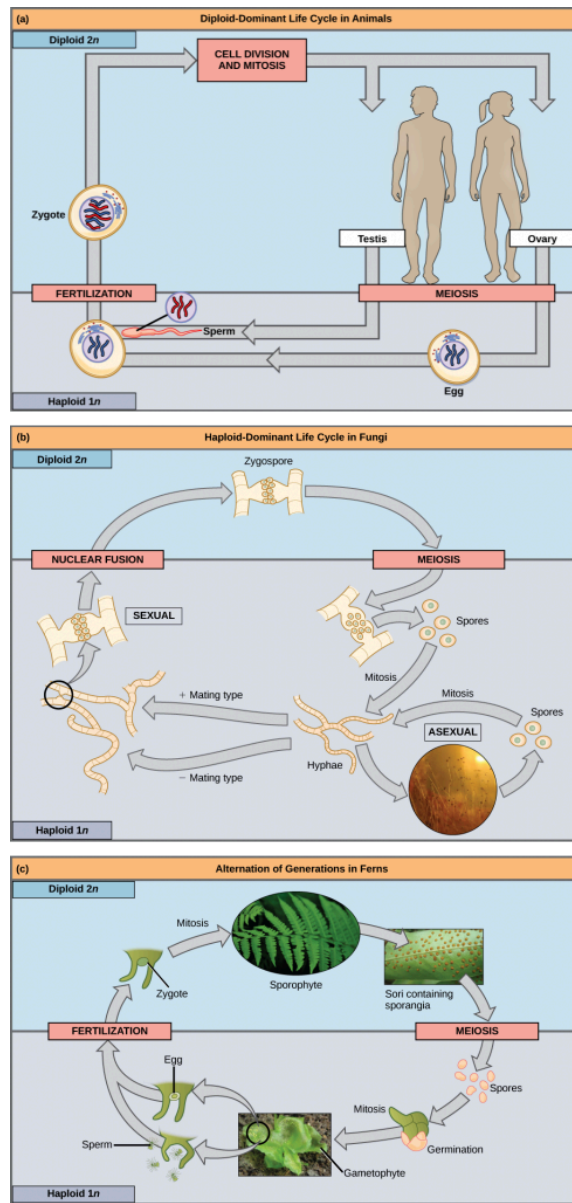 (a) Diploid-Dominant Life Cycle in Animals
Diploid 2n
CELL DIVISION
AND MITOSIS
Zygote
Testis
Ovary
FERTILIZATION
MEIOSIS
Sperm
Egg
Haploid 1n
(b) Haploid-Dominant Life Cycle in Fungi
Diploid 2n
Zygospore
NUCLEAR FUSION
MEIOSIS
SEXUAL
Spores
Mitosis
+ Mating type
Mitosis
Spores
ASEXUAL
Hyphae
− Mating type
Haploid 1n
(c) Alternation of Generations in Ferns
Diploid 2n
Mitosis
Zygote
Sporophyte
Sori containing
sporangia
FERTILIZATION
MEIOSIS
Egg
Spores
Mitosis
Sperm
Germination
Gametophyte
Haploid 1n